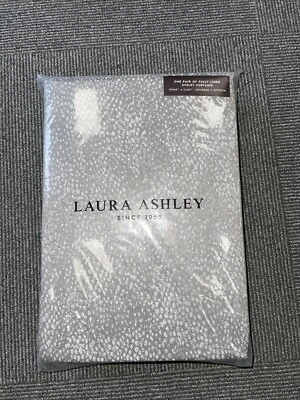 ONE PAIR OF FULLY LINED
EYELET CURTAINS
LAURA ASHLEY
SINCE 1953